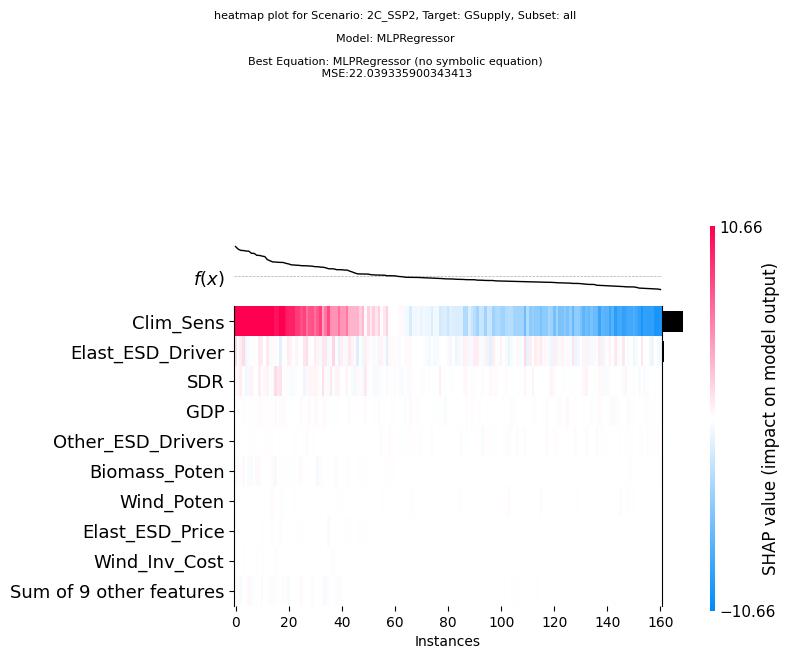 heatmap plot for Scenario: 2C_SSP2, Target: GSupply, Subset: all
Model: MLPRegressor
Best Equation: MLPRegressor (no symbolic equation)
MSE:22.039335900343413
10.66
f(x)
Clim_Sens
Elast_ESD_Driver
SDR
GDP
Other_ESD_Drivers
Biomass_Poten
Wind_Poten
Elast_ESD_Price
Wind_Inv_Cost
Sum of 9 other features
−10.66
SHAP value (impact on model output)
0 20 40 60 80 100 120 140 160
Instances